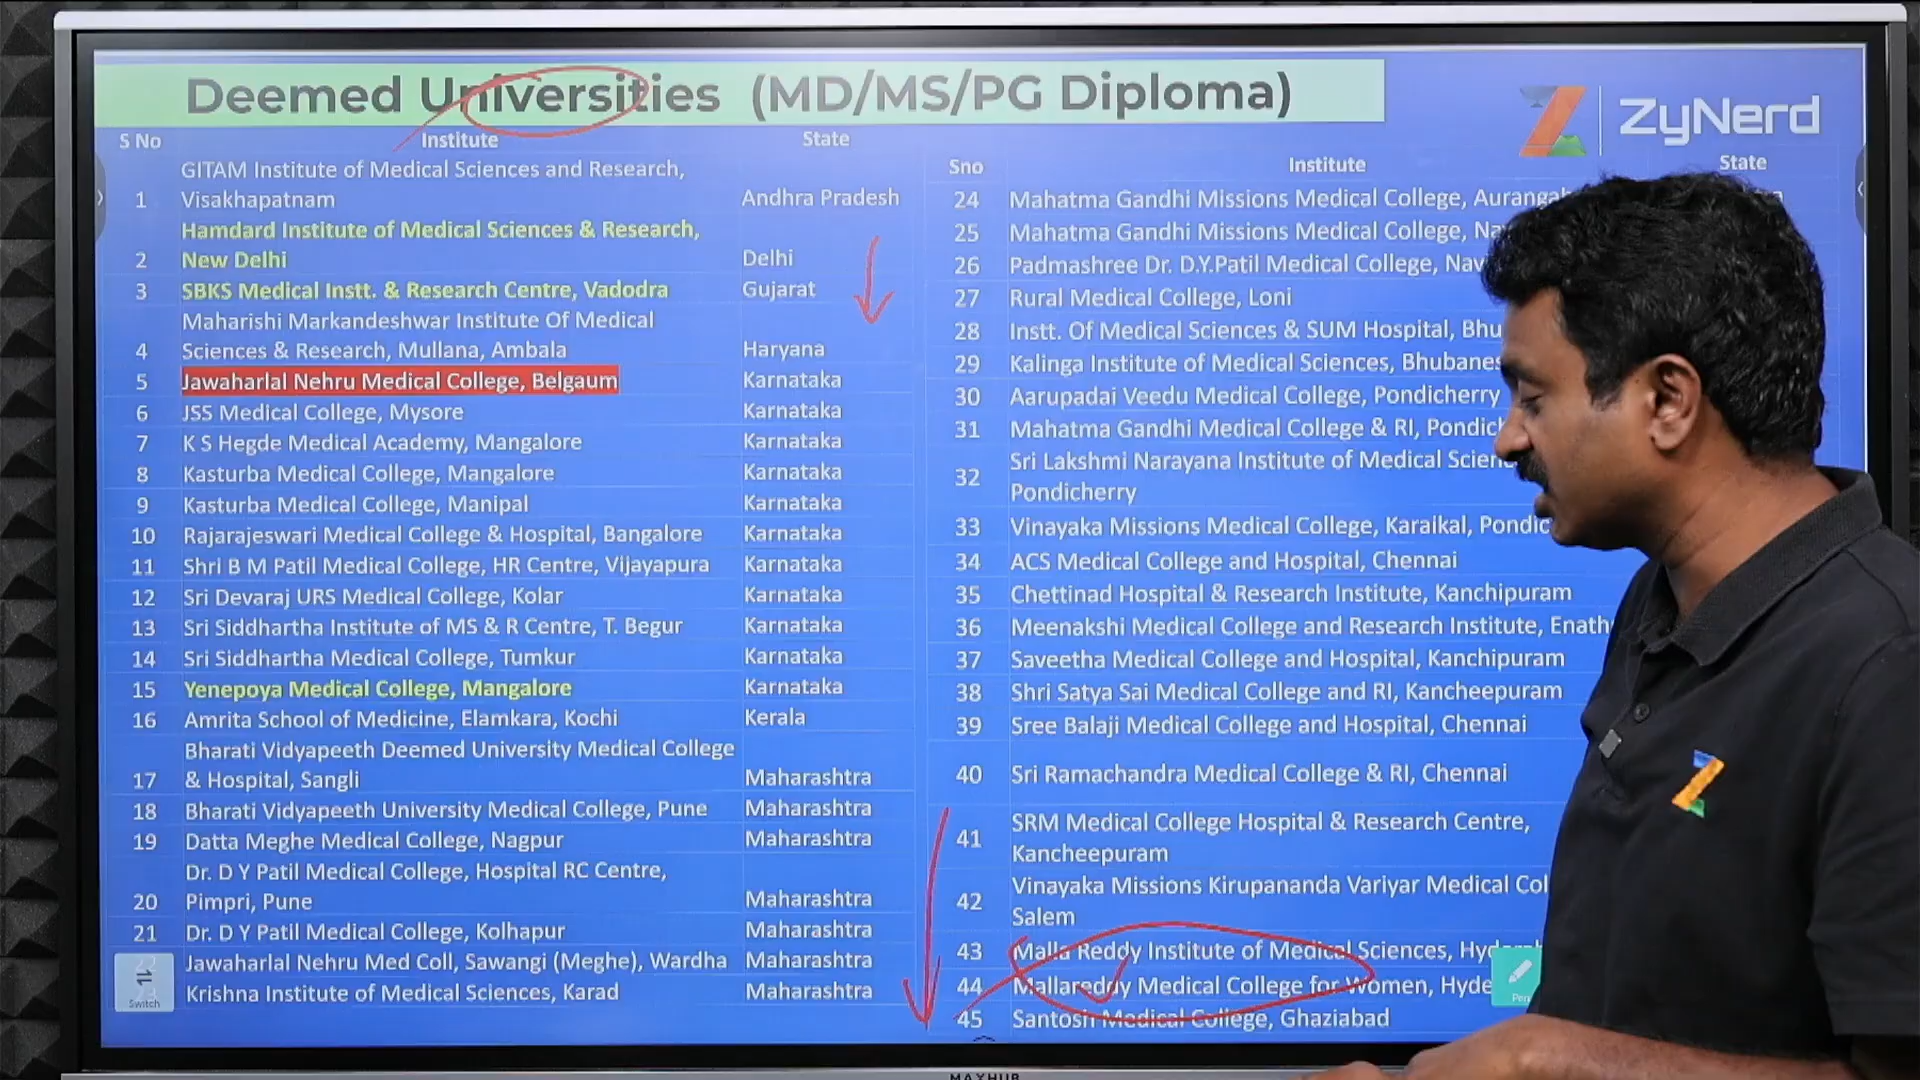 Deemed Universities (MD/MS/PG Diploma)
ZyNerd
S No Institute State
GITAM Institute of Medical Sciences and Research,
1 Visakhapatnam Andhra Pradesh
Hamdard Institute of Medical Sciences & Research,
2 New Delhi Delhi
3 SBKS Medical Instt. & Research Centre, Vadodra Gujarat
Maharishi Markandeshwar Institute Of Medical
4 Sciences & Research, Mullana, Ambala Haryana
5 Jawaharlal Nehru Medical College, Belgaum Karnataka
6 JSS Medical College, Mysore Karnataka
7 K S Hegde Medical Academy, Mangalore Karnataka
8 Kasturba Medical College, Mangalore Karnataka
9 Kasturba Medical College, Manipal Karnataka
10 Rajarajeswari Medical College & Hospital, Bangalore Karnataka
11 Shri B M Patil Medical College, HR Centre, Vijayapura Karnataka
12 Sri Devaraj URS Medical College, Kolar Karnataka
13 Sri Siddhartha Institute of MS & R Centre, T. Begur Karnataka
14 Sri Siddhartha Medical College, Tumkur Karnataka
15 Yenepoya Medical College, Mangalore Karnataka
16 Amrita School of Medicine, Elamkara, Kochi Kerala
Bharati Vidyapeeth Deemed University Medical College
17 & Hospital, Sangli Maharashtra
18 Bharati Vidyapeeth University Medical College, Pune Maharashtra
19 Datta Meghe Medical College, Nagpur Maharashtra
Dr. D Y Patil Medical College, Hospital RC Centre,
20 Pimpri, Pune Maharashtra
21 Dr. D Y Patil Medical College, Kolhapur Maharashtra
Jawaharlal Nehru Med Coll, Sawangi (Meghe), Wardha Maharashtra
Krishna Institute of Medical Sciences, Karad Maharashtra
Switch
Sno Institute State
24 Mahatma Gandhi Missions Medical College,
25 Mahatma Gandhi Missions Medical College,
26 Padmashree Dr. D.Y.Patil Medical College,
27 Rural Medical College, Loni
28 Instt. Of Medical Sciences & SUM Hospital,
29 Kalinga Institute of Medical Sciences,
30 Aarupadai Veedu Medical College, Pondicherry
31 Mahatma Gandhi Medical College & RI,
Sri Lakshmi Narayana Institute of Medical
32 Pondicherry
33 Vinayaka Missions Medical College, Karaikal,
34 ACS Medical College and Hospital, Chennai
35 Chettinad Hospital & Research Institute, Kanchipuram
36 Meenakshi Medical College and Research Institute,
37 Saveetha Medical College and Hospital, Kanchipuram
38 Shri Satya Sai Medical College and RI, Kancheepuram
39 Sree Balaji Medical College and Hospital, Chennai
40 Sri Ramachandra Medical College & RI, Chennai
SRM Medical College Hospital & Research Centre,
41 Kancheepuram
Vinayaka Missions Kirupananda Variyar Medical
42 Salem
43 Malla Reddy Institute of Medical Sciences,
44 Mallareddy Medical College for Women,
45 Santosh Medical College, Ghaziabad
MAXHUB